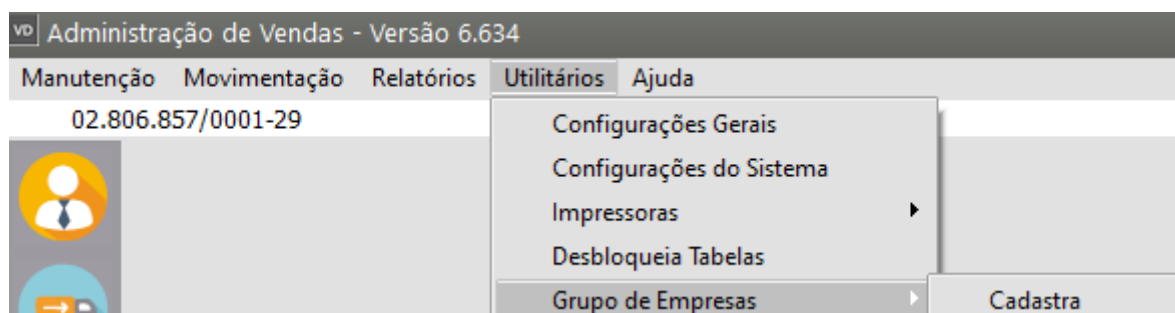 VD Administração de Vendas - Versão 6.634
Manutenção Movimentação Relatórios Utilitários Ajuda
02.806.857/0001-29
Configurações Gerais
Configurações do Sistema
Impressoras
Desbloqueia Tabelas
Grupo de Empresas Cadastra